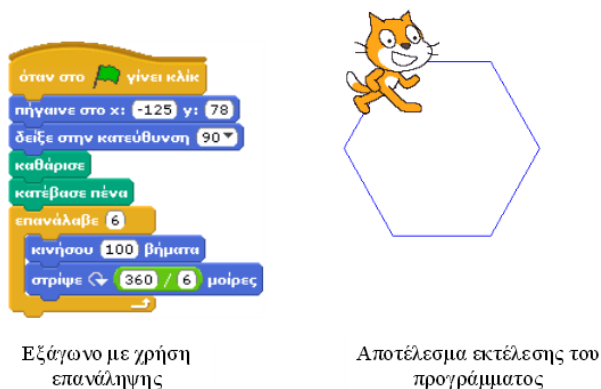 όταν στο γίνει κλικ
πήγαινε στο x: -125 y: 78
δείξε στην κατεύθυνση 90
καθάρισε
κατέβασε πένα
επανάλαβε 6
κινήσου 100 βήματα
στρίψε 360 / 6 μοίρες
Εξάγωνο με χρήση
επανάληψης
Αποτέλεσμα εκτέλεσης του
προγράμματος